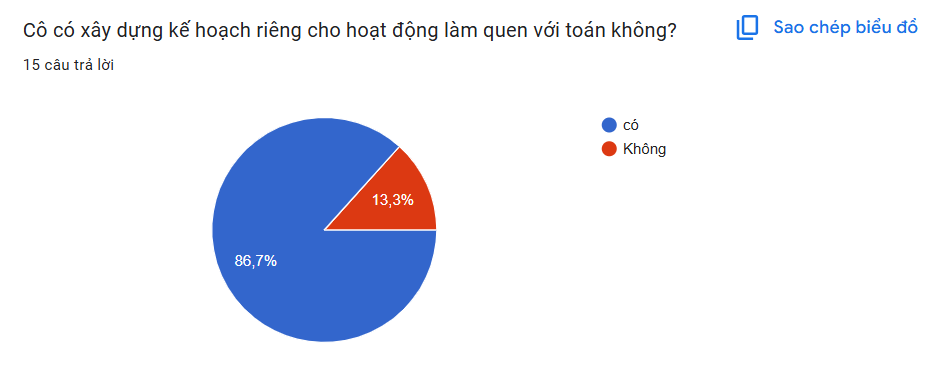 Cô có xây dựng kế hoạch riêng cho hoạt động làm quen với toán không?
Sao chép biểu đồ
15 câu trả lời
có
Không
13,3%
86,7%